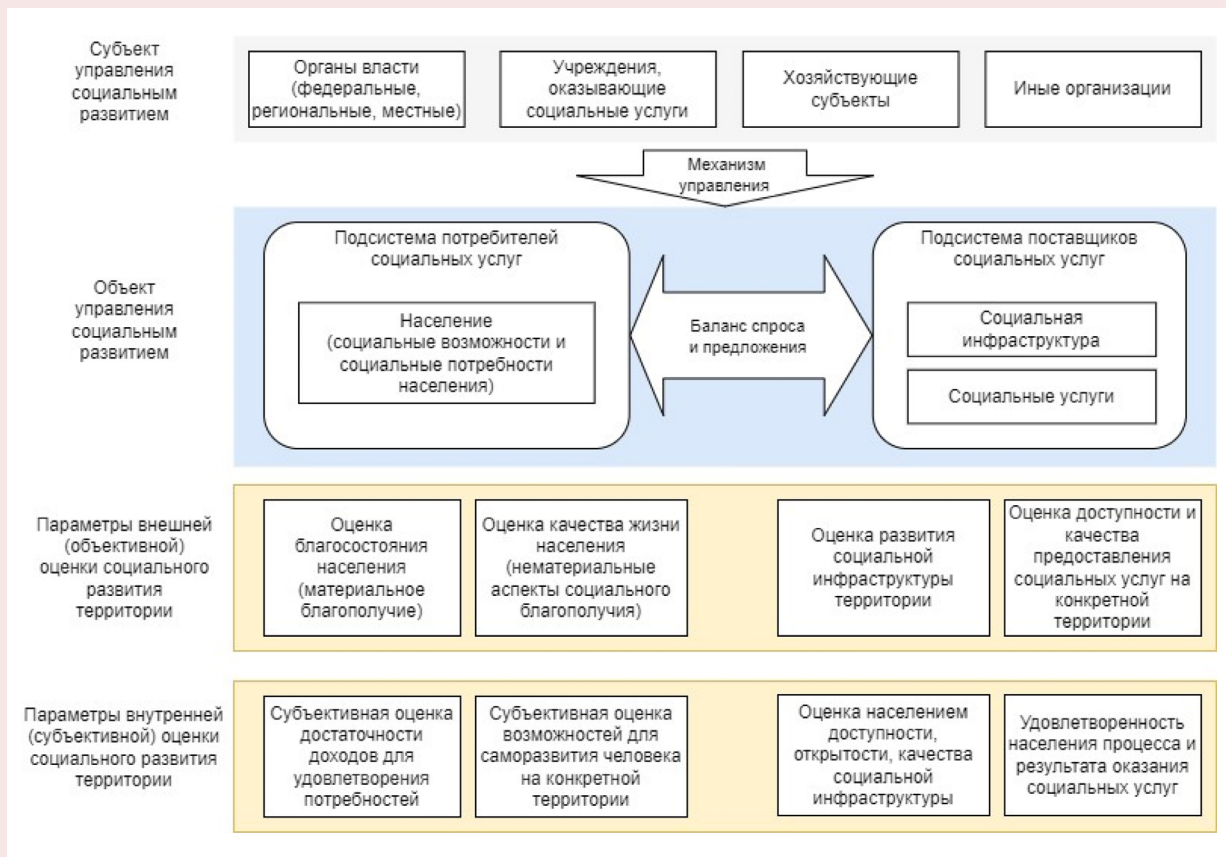 Субъект
управления
социальным
развитием
Органы власти
(федеральные,
региональные, местные)
Учреждения,
оказывающие
социальные услуги
Хозяйствующие
субъекты
Иные организации
Механизм
управления
Объект
управления
социальным
развитием
Подсистема потребителей
социальных услуг
Население
(социальные возможности и
социальные потребности
населения)
Баланс спроса
и предложения
Подсистема поставщиков
социальных услуг
Социальная
инфраструктура
Социальные услуги
Параметры внешней
(объективной)
оценки социального
развития
территории
Оценка
благосостояния
населения
(материальное
благополучие)
Оценка качества жизни
населения
(нематериальные
аспекты социального
благополучия)
Оценка развития
социальной
инфраструктуры
территории
Оценка доступности и
качества
предоставления
социальных услуг на
конкретной
территории
Параметры внутренней
(субъективной) оценки
социального развития
территории
Субъективная оценка
достаточности
доходов для
удовлетворения
потребностей
Субъективная оценка
возможностей для
саморазвития человека
на конкретной
территории
Оценка населением
доступности,
открытости, качества
социальной
инфраструктуры
Удовлетворенность
населения процесса и
результата оказания
социальных услуг